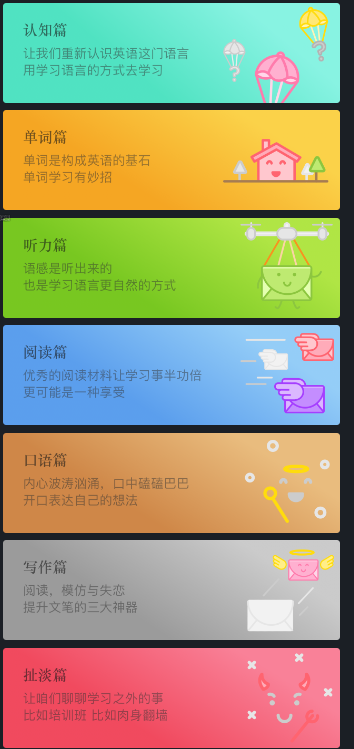 认知篇
让我们重新认识英语这门语言
用学习语言的方式去学习
单词篇
单词是构成英语的基石
单词学习有妙招
听力篇
语感是听出来的
也是学习语言更自然的方式
阅读篇
优秀的阅读材料让学习事半功倍
更可能是一种享受
口语篇
内心波涛汹涌，口中磕磕巴巴
开口表达自己的想法
写作篇
阅读，模仿与失恋
提升文笔的三大神器
扯淡篇
让咱们聊聊学习之外的事
比如培训班 比如肉身翻墙